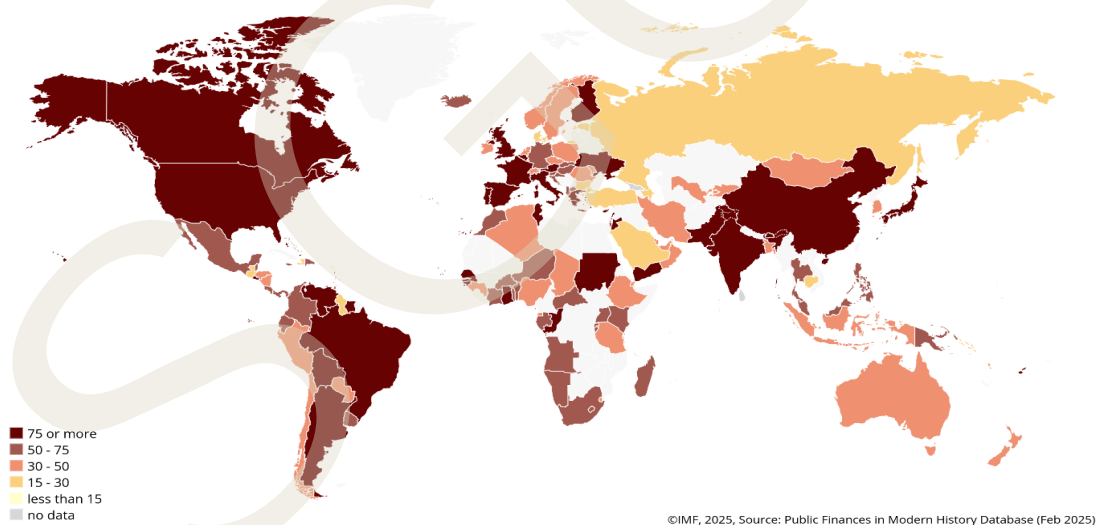 75 or more
50 - 75
30 - 50
15 - 30
less than 15
no data
©IMF, 2025, Source: Public Finances in Modern History Database (Feb 2025)